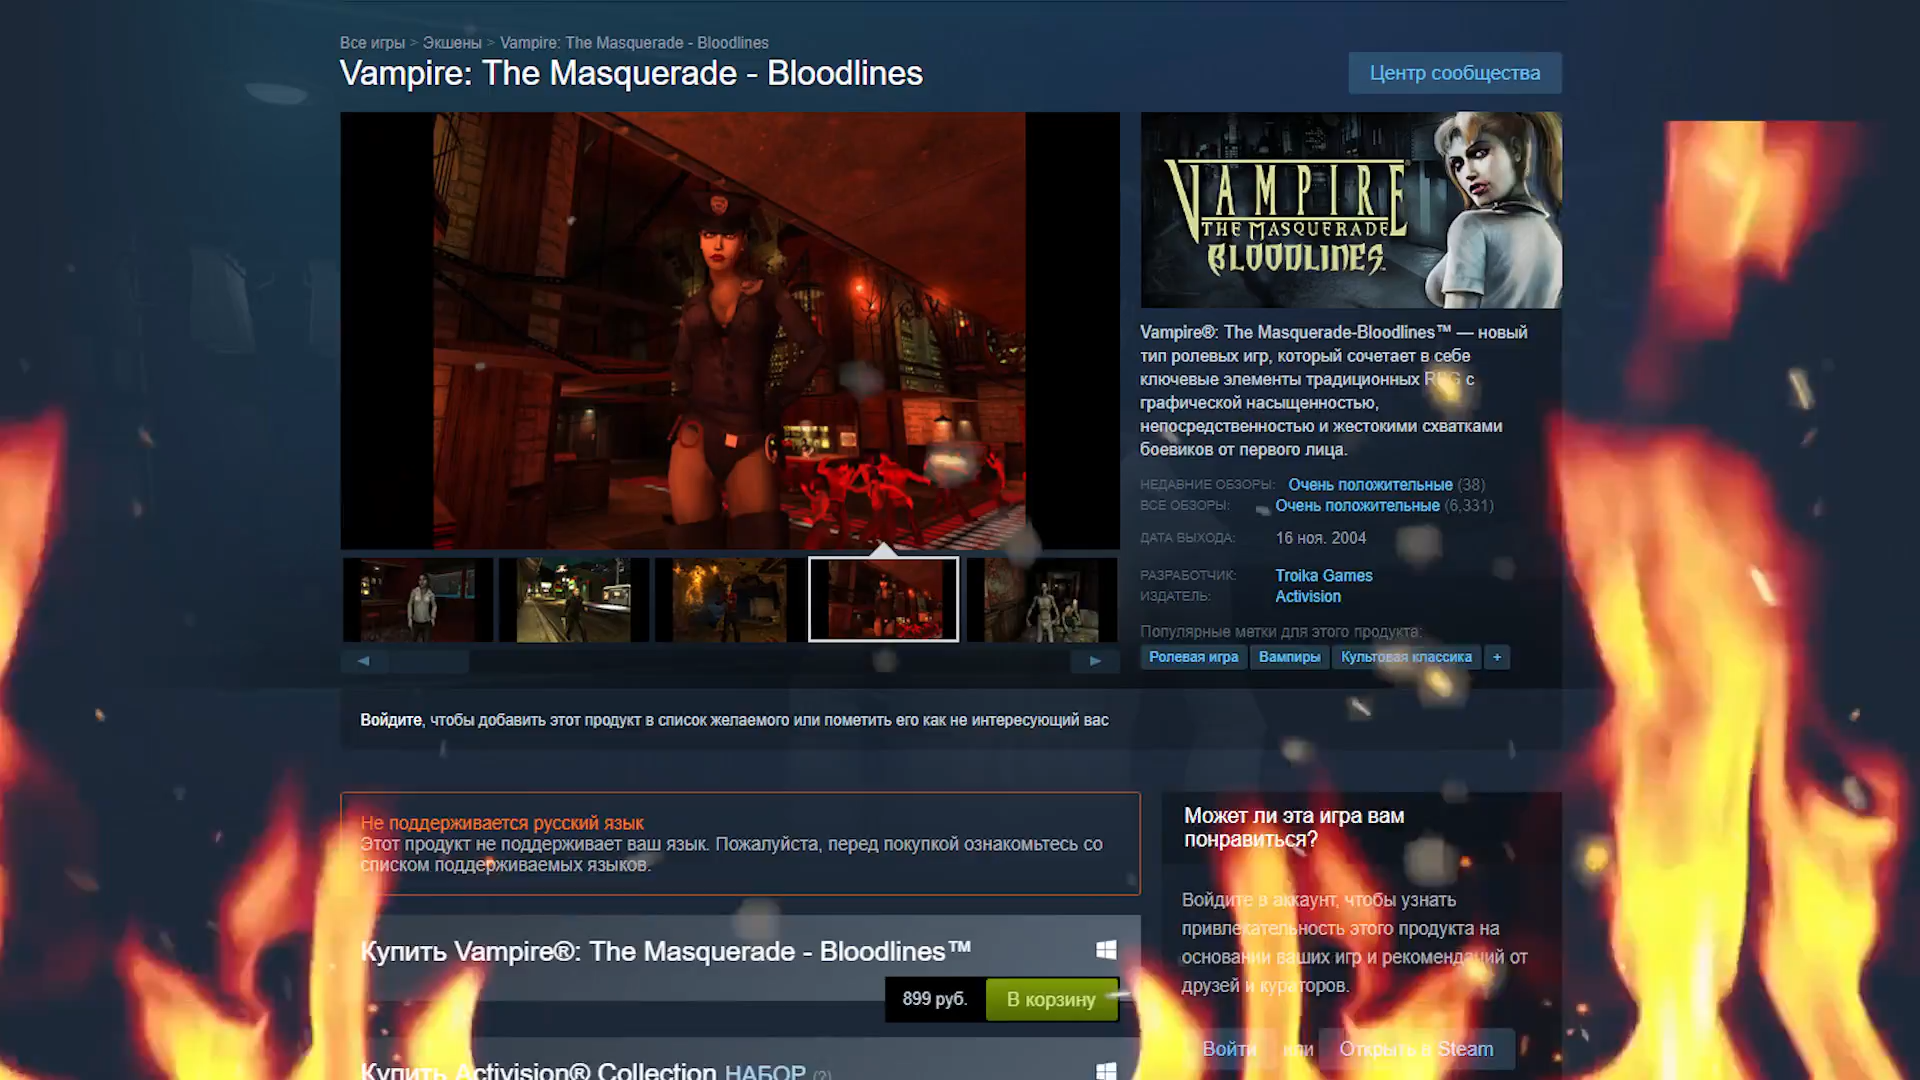 Все игры > Экшены > Vampire: The Masquerade - Bloodlines
Vampire: The Masquerade - Bloodlines
Центр сообщества
VAMPIRE
THE MASQUERADE
BLOODLINES
Vampire®: The Masquerade-Bloodlines™ — новый
тип ролевых игр, который сочетает в себе
ключевые элементы традиционных RPG с
графической насыщенностью,
непосредственностью и жестокими схватками
боевиков от первого лица.
НЕДАВНИЕ ОБЗОРЫ: Очень положительные (38)
ВСЕ ОБЗОРЫ: Очень положительные (6,331)
ДАТА ВЫХОДА: 16 ноя. 2004
РАЗРАБОТЧИК: Troika Games
ИЗДАТЕЛЬ: Activision
Популярные метки для этого продукта:
Ролевая игра Вампиры Культовая классика +
Войдите, чтобы добавить этот продукт в список желаемого или пометить его как не интересующий вас
Не поддерживается русский язык
Этот продукт не поддерживает ваш язык. Пожалуйста, перед покупкой ознакомьтесь со
списком поддерживаемых языков.
Может ли эта игра вам
понравиться?
Войдите в аккаунт, чтобы узнать
привлекательность этого продукта на
основании ваших игр и рекомендаций от
друзей и кураторов.
Войти или Открыть в Steam
Купить Vampire®: The Masquerade - Bloodlines™
899 руб. В корзину
Купить Activision® Collection НАБОР (?)